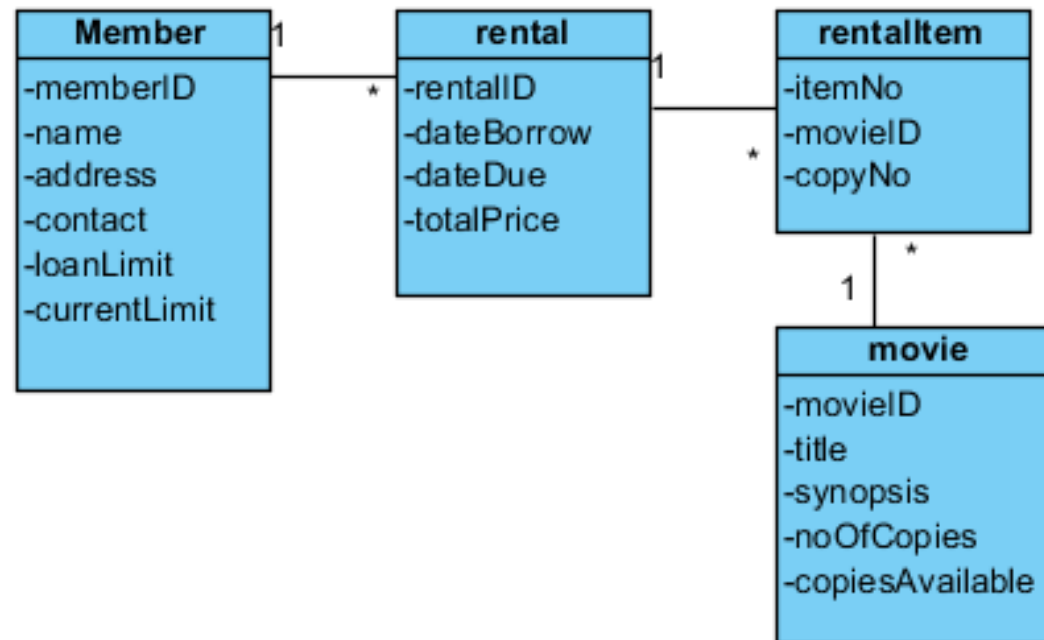 Member
-memberID
-name
-address
-contact
-loanLimit
-currentLimit
1
*
rental
-rentalID
-dateBorrow
-dateDue
-totalPrice
1
*
rentalItem
-itemNo
-movieID
-copyNo
*
1
movie
-movieID
-title
-synopsis
-noOfCopies
-copiesAvailable